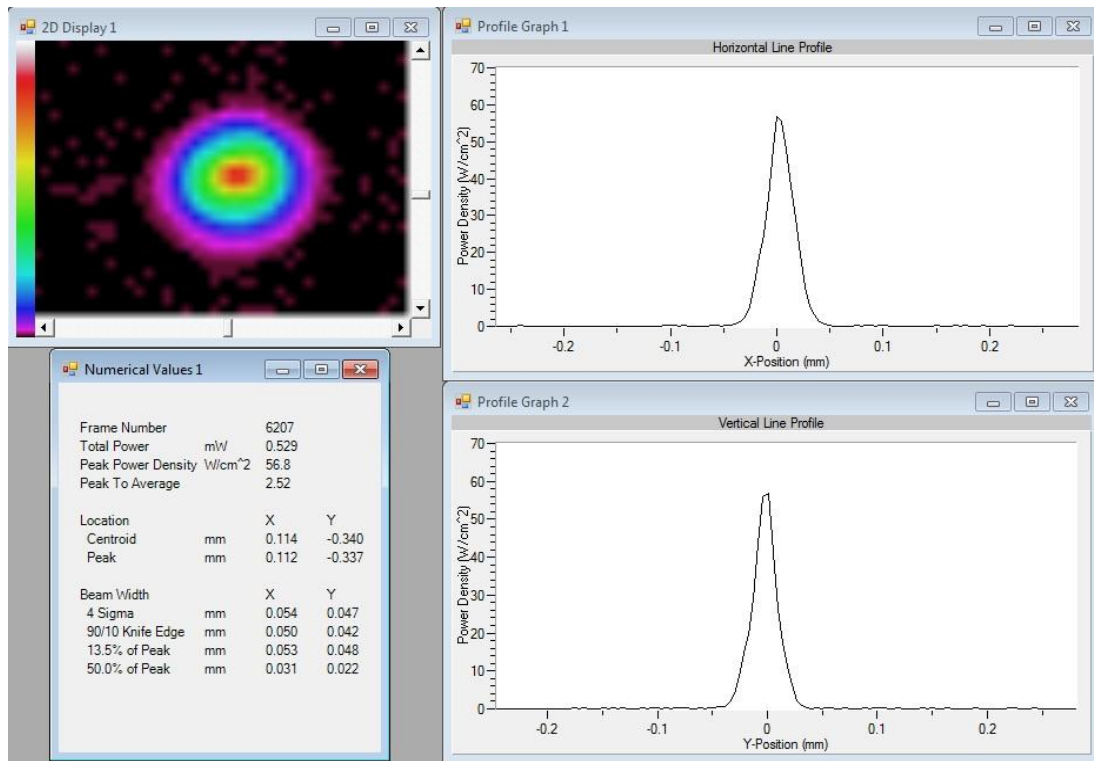 2D Display 1
Profile Graph 1
Horizontal Line Profile
Power Density [W/cm^2]
70
60
50
40
30
20
10
0
-0.2 -0.1 0 0.1 0.2
X-Position (mm)
Numerical Values 1
Frame Number 6207
Total Power mW 0.529
Peak Power Density W/cm^2 56.8
Peak To Average 2.52
Location X Y
Centroid mm 0.114 -0.340
Peak mm 0.112 -0.337
Beam Width X Y
4 Sigma mm 0.054 0.047
90/10 Knife Edge mm 0.050 0.042
13.5% of Peak mm 0.053 0.048
50.0% of Peak mm 0.031 0.022
Profile Graph 2
Vertical Line Profile
Power Density [W/cm^2]
70
60
50
40
30
20
10
0
-0.2 -0.1 0 0.1 0.2
Y-Position (mm)